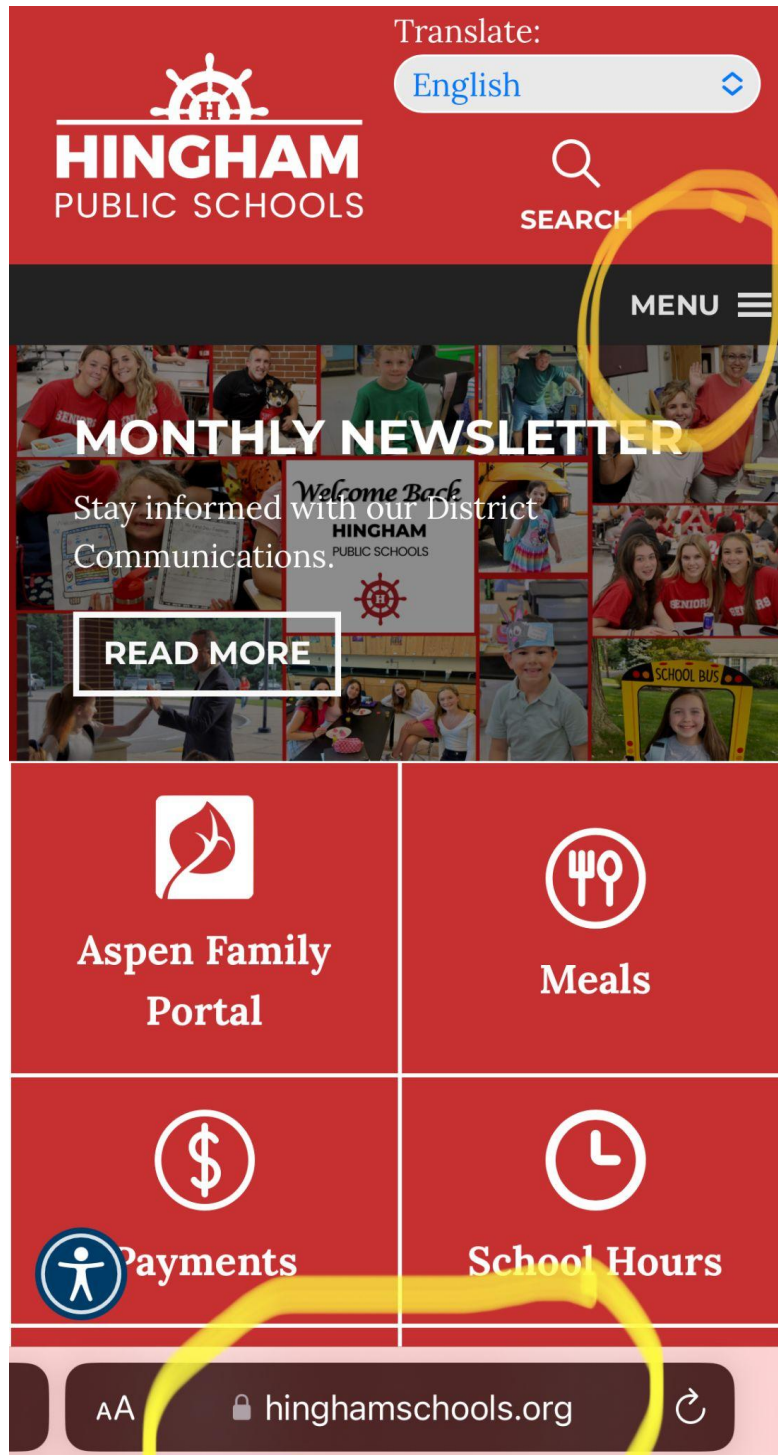 Translate:
English
H
HINGHAM
PUBLIC SCHOOLS
SEARCH
MENU
MONTHLY NEWSLETTER
Welcome Back
Stay informed with our District
HINGHAM
Communications.
PUBLIC SCHOOLS
H
SENIORS
READ MORE
SCHOOL BUS
Aspen Family
Portal
Meals
Payments
School Hours
AA
hinghamschools.org